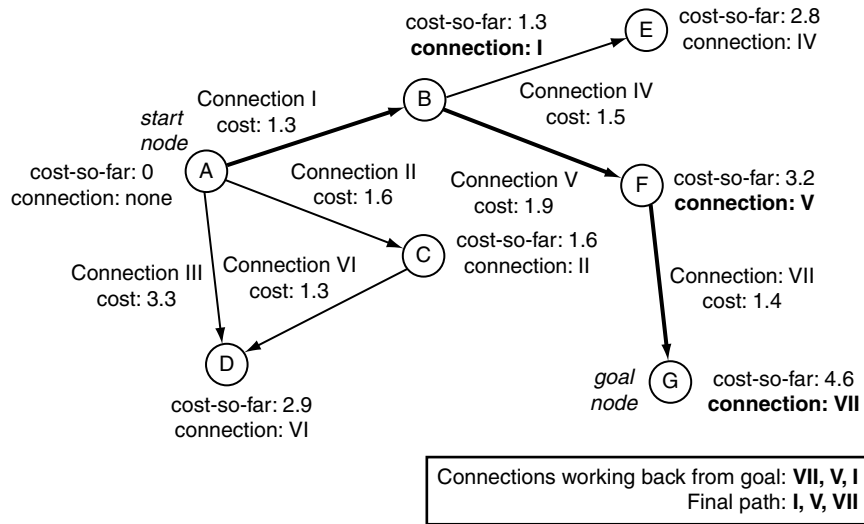 cost-so-far: 1.3
connection: I
E
cost-so-far: 2.8
connection: IV
Connection I
cost: 1.3
B
Connection IV
cost: 1.5
start
node
cost-so-far: 0
connection: none
A
Connection II
cost: 1.6
Connection V
cost: 1.9
F
cost-so-far: 3.2
connection: V
Connection III
cost: 3.3
Connection VI
cost: 1.3
C
cost-so-far: 1.6
connection: II
Connection: VII
cost: 1.4
D
cost-so-far: 2.9
connection: VI
goal
node
G
cost-so-far: 4.6
connection: VII
Connections working back from goal: VII, V, I
Final path: I, V, VII